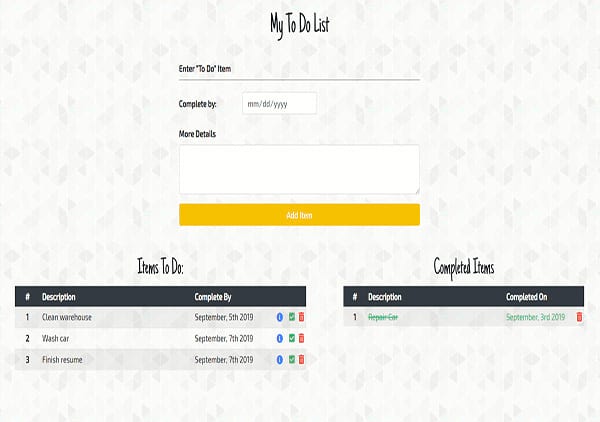 My To Do List
Enter "To Do" Item
Complete by:
mm/dd/yyyy
More Details
Add Item
Items To Do:
# Description Complete By
1 Clean warehouse September, 5th 2019
2 Wash car September, 7th 2019
3 Finish resume September, 7th 2019
Completed Items
# Description Completed On
1 Repair Car September, 3rd 2019